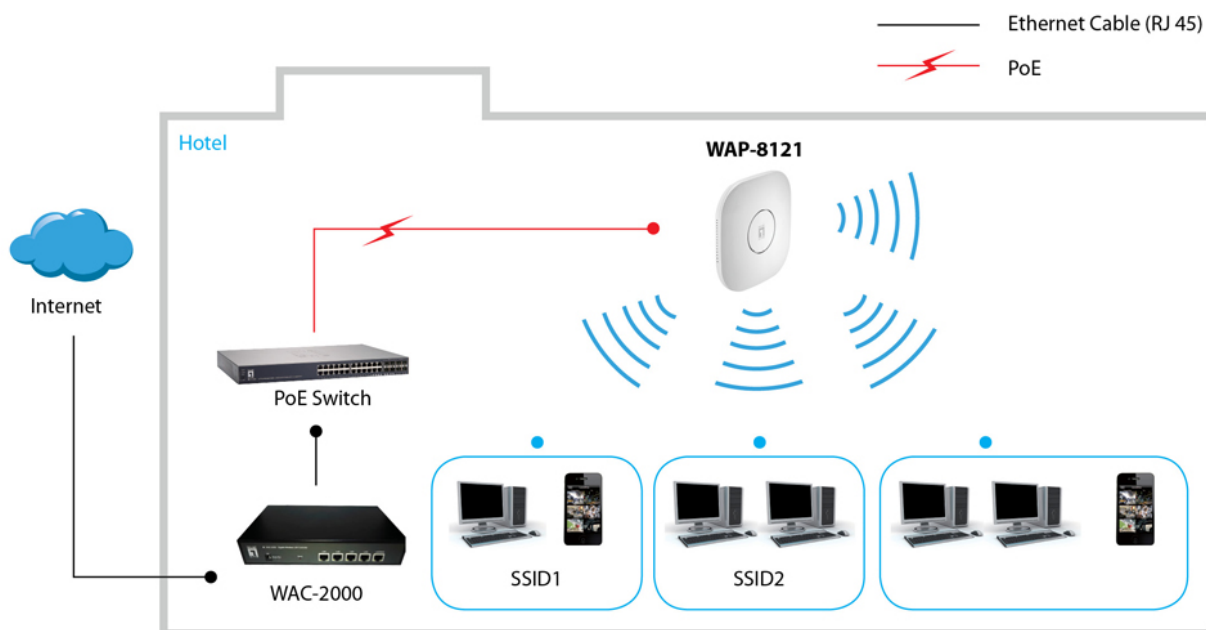 Ethernet Cable (RJ 45)
PoE
Hotel
WAP-8121
Internet
PoE Switch
WAC-2000
SSID1
SSID2